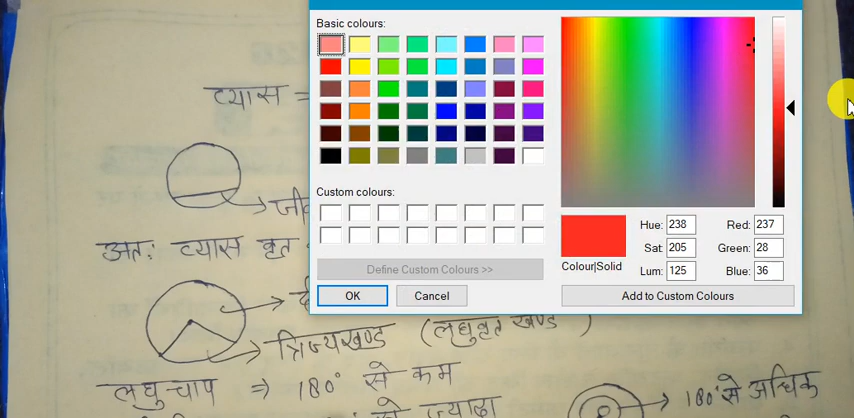 Basic colours:
Custom colours:
Define Custom Colours >>
OK
Cancel
Hue: 238
Sat: 205
Lum: 125
Red: 237
Green: 28
Blue: 36
Colour|Solid
Add to Custom Colours
व्यास =
अतः व्यास वृत
त्रिज्यखण्ड (लघुवृत खण्ड)
लघुचाप ⇒ 180° से कम
से ज्यादा
180° से अधिक